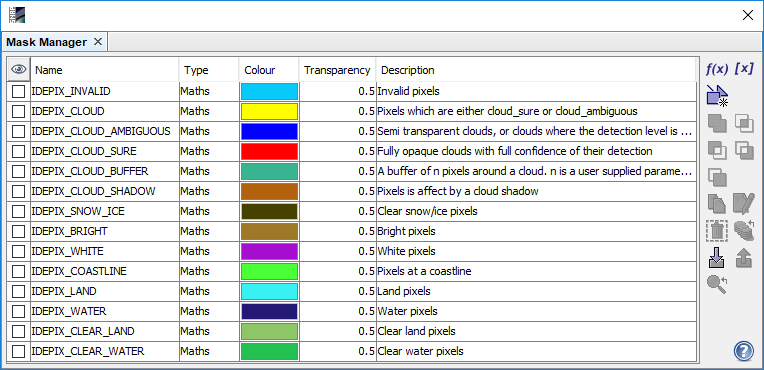 Mask Manager
Name Type Colour Transparency Description f(x) [x]
IDEPIX_INVALID Maths 0.5 Invalid pixels
IDEPIX_CLOUD Maths 0.5 Pixels which are either cloud_sure or cloud_ambiguous
IDEPIX_CLOUD_AMBIGUOUS Maths 0.5 Semi transparent clouds, or clouds where the detection level is ...
IDEPIX_CLOUD_SURE Maths 0.5 Fully opaque clouds with full confidence of their detection
IDEPIX_CLOUD_BUFFER Maths 0.5 A buffer of n pixels around a cloud. n is a user supplied parame...
IDEPIX_CLOUD_SHADOW Maths 0.5 Pixels is affect by a cloud shadow
IDEPIX_SNOW_ICE Maths 0.5 Clear snow/ice pixels
IDEPIX_BRIGHT Maths 0.5 Bright pixels
IDEPIX_WHITE Maths 0.5 White pixels
IDEPIX_COASTLINE Maths 0.5 Pixels at a coastline
IDEPIX_LAND Maths 0.5 Land pixels
IDEPIX_WATER Maths 0.5 Water pixels
IDEPIX_CLEAR_LAND Maths 0.5 Clear land pixels
IDEPIX_CLEAR_WATER Maths 0.5 Clear water pixels ?